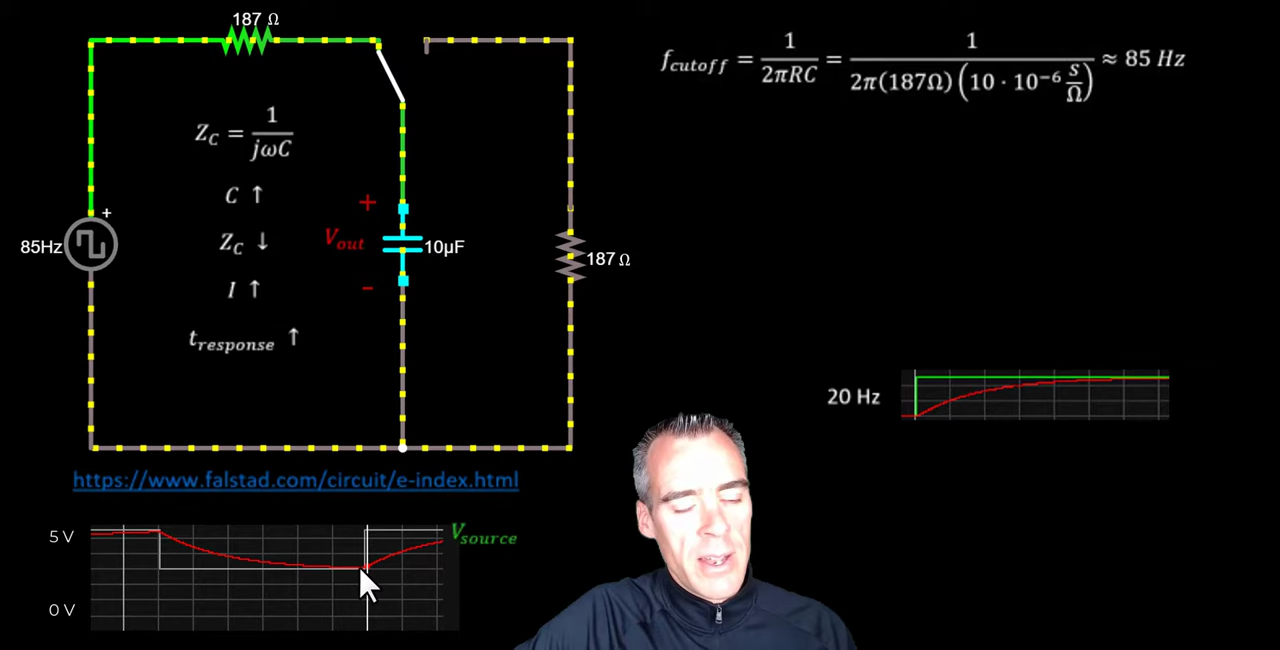 187 Ω
f_cutoff = 1/(2πRC) = 1/(2π(187Ω)(10 · 10⁻⁶ s/Ω)) ≈ 85 Hz
Z_C = 1/(jωC)
C ↑
Z_C ↓
I ↑
t_response ↑
+
+
V_out
-
85Hz
10μF
187 Ω
20 Hz
https://www.falstad.com/circuit/e-index.html
5 V
V_source
0 V